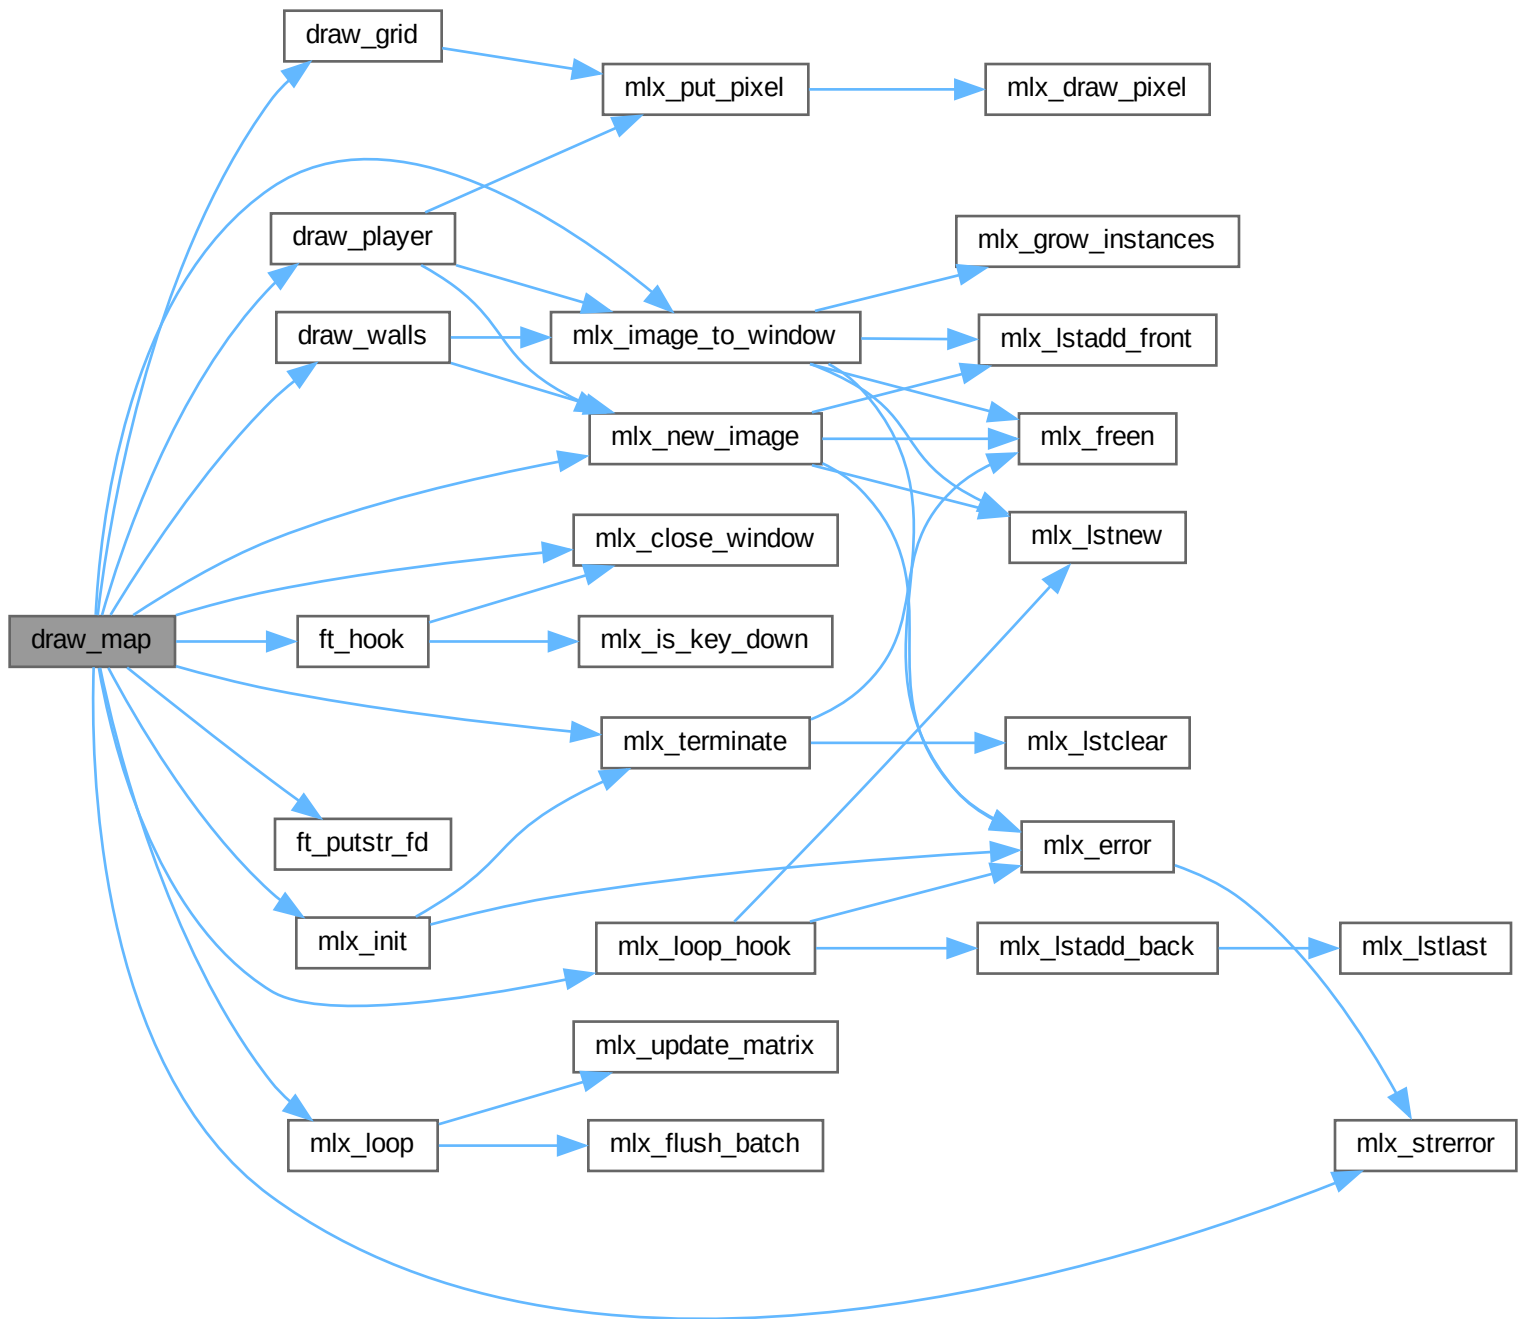 draw_grid
mlx_put_pixel
mlx_draw_pixel
draw_player
mlx_grow_instances
draw_walls
mlx_image_to_window
mlx_lstadd_front
mlx_new_image
mlx_freen
mlx_close_window
mlx_lstnew
draw_map
ft_hook
mlx_is_key_down
mlx_terminate
mlx_lstclear
ft_putstr_fd
mlx_error
mlx_init
mlx_loop_hook
mlx_lstadd_back
mlx_lstlast
mlx_update_matrix
mlx_loop
mlx_flush_batch
mlx_strerror